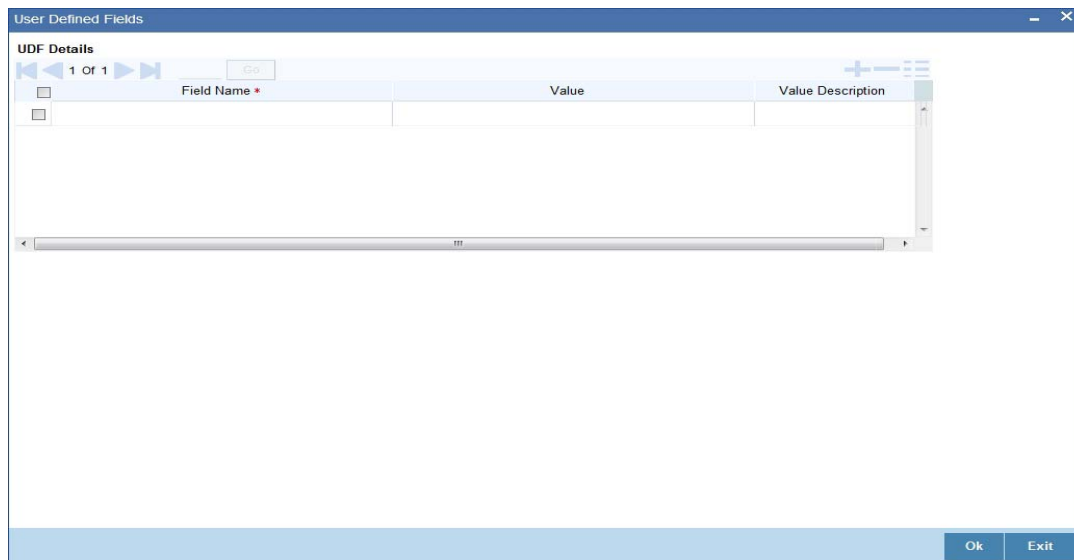 User Defined Fields
UDF Details
1 Of 1 Go
Field Name * Value Value Description
Ok Exit